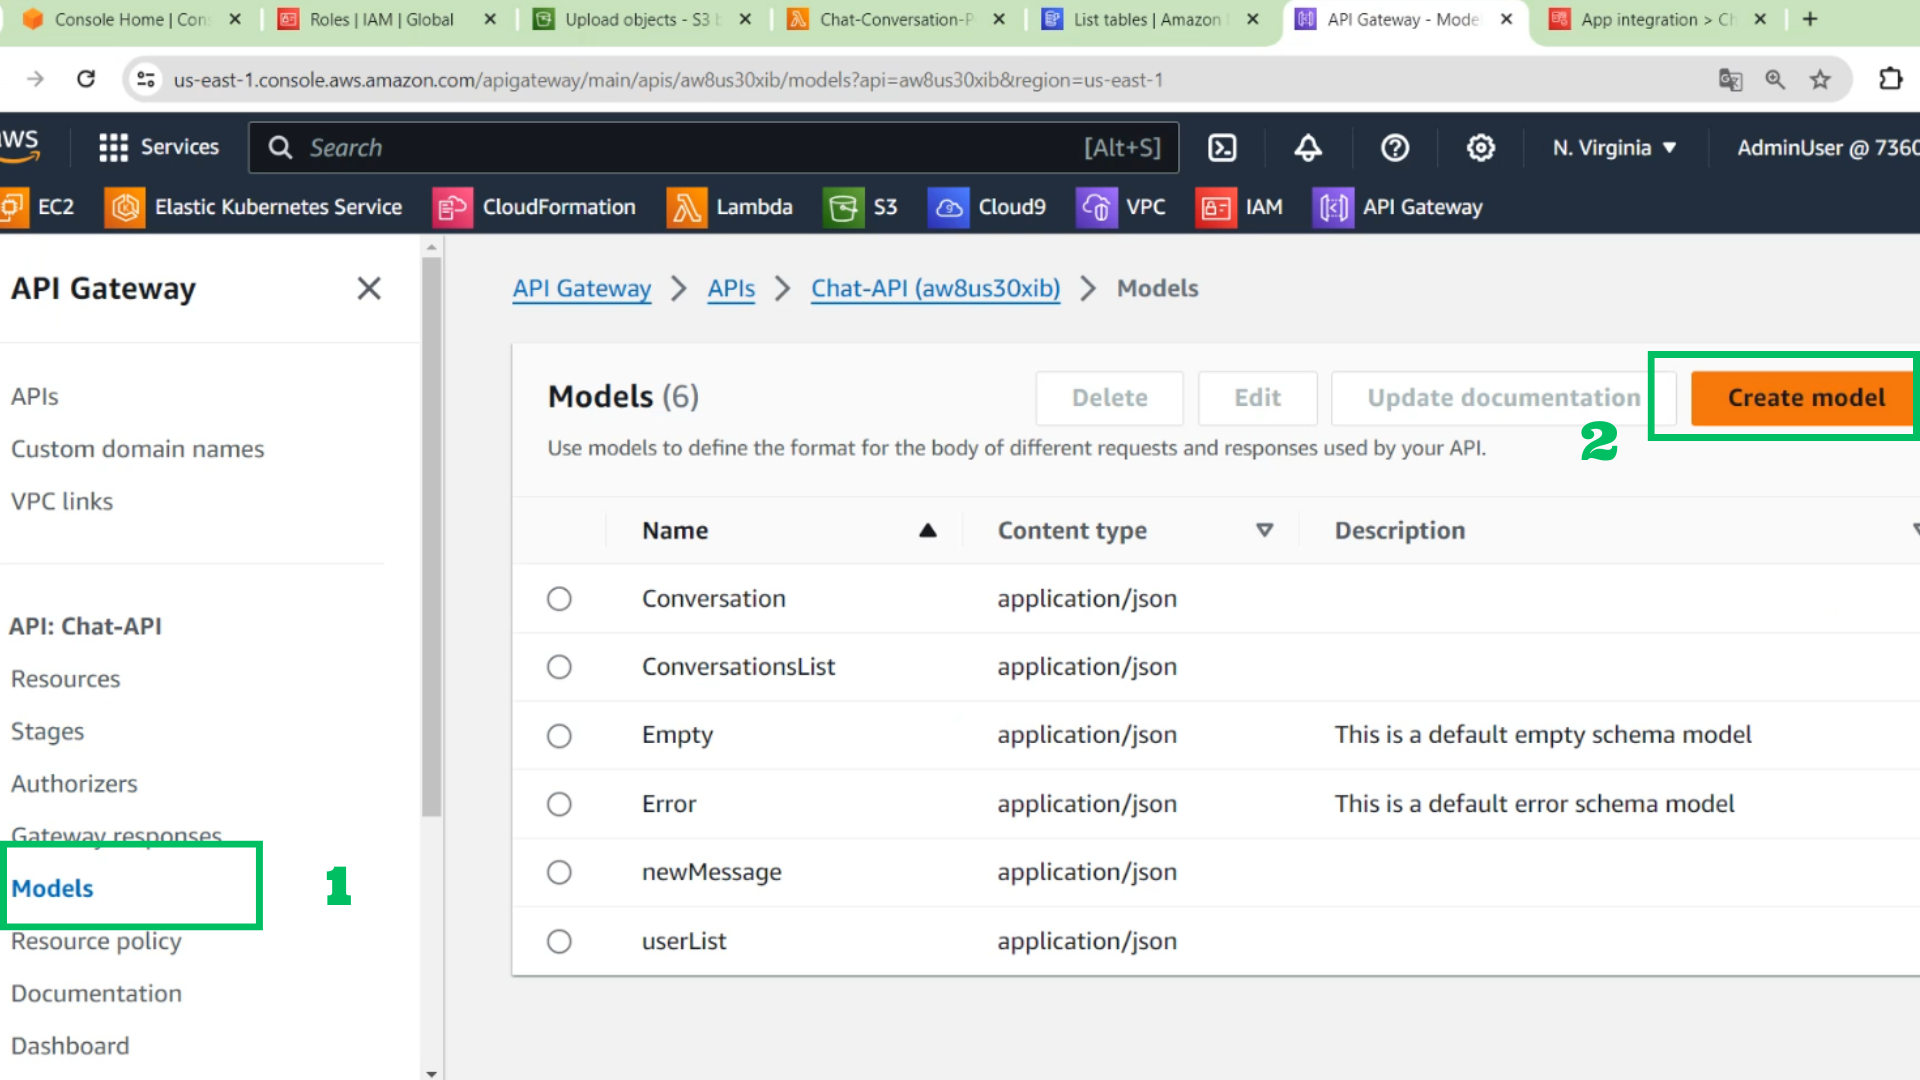 Console Home | Con
Roles | IAM | Global
Upload objects - S3 b
Chat-Conversation-P
List tables | Amazon
API Gateway - Mode
App integration > Ch
us-east-1.console.aws.amazon.com/apigateway/main/apis/aw8us30xib/models?api=aw8us30xib&region=us-east-1
aws
Services
Search
[Alt+S]
N. Virginia
AdminUser @ 7360
EC2
Elastic Kubernetes Service
CloudFormation
Lambda
S3
Cloud9
VPC
IAM
API Gateway
API Gateway
APIs
Custom domain names
VPC links
API: Chat-API
Resources
Stages
Authorizers
Gateway responses
Models
1
Resource policy
Documentation
Dashboard
API Gateway > APIs > Chat-API (aw8us30xib) > Models
Models (6)
Delete
Edit
Update documentation
Create model
2
Use models to define the format for the body of different requests and responses used by your API.
Name Content type Description
Conversation application/json
ConversationsList application/json
Empty application/json This is a default empty schema model
Error application/json This is a default error schema model
newMessage application/json
userList application/json